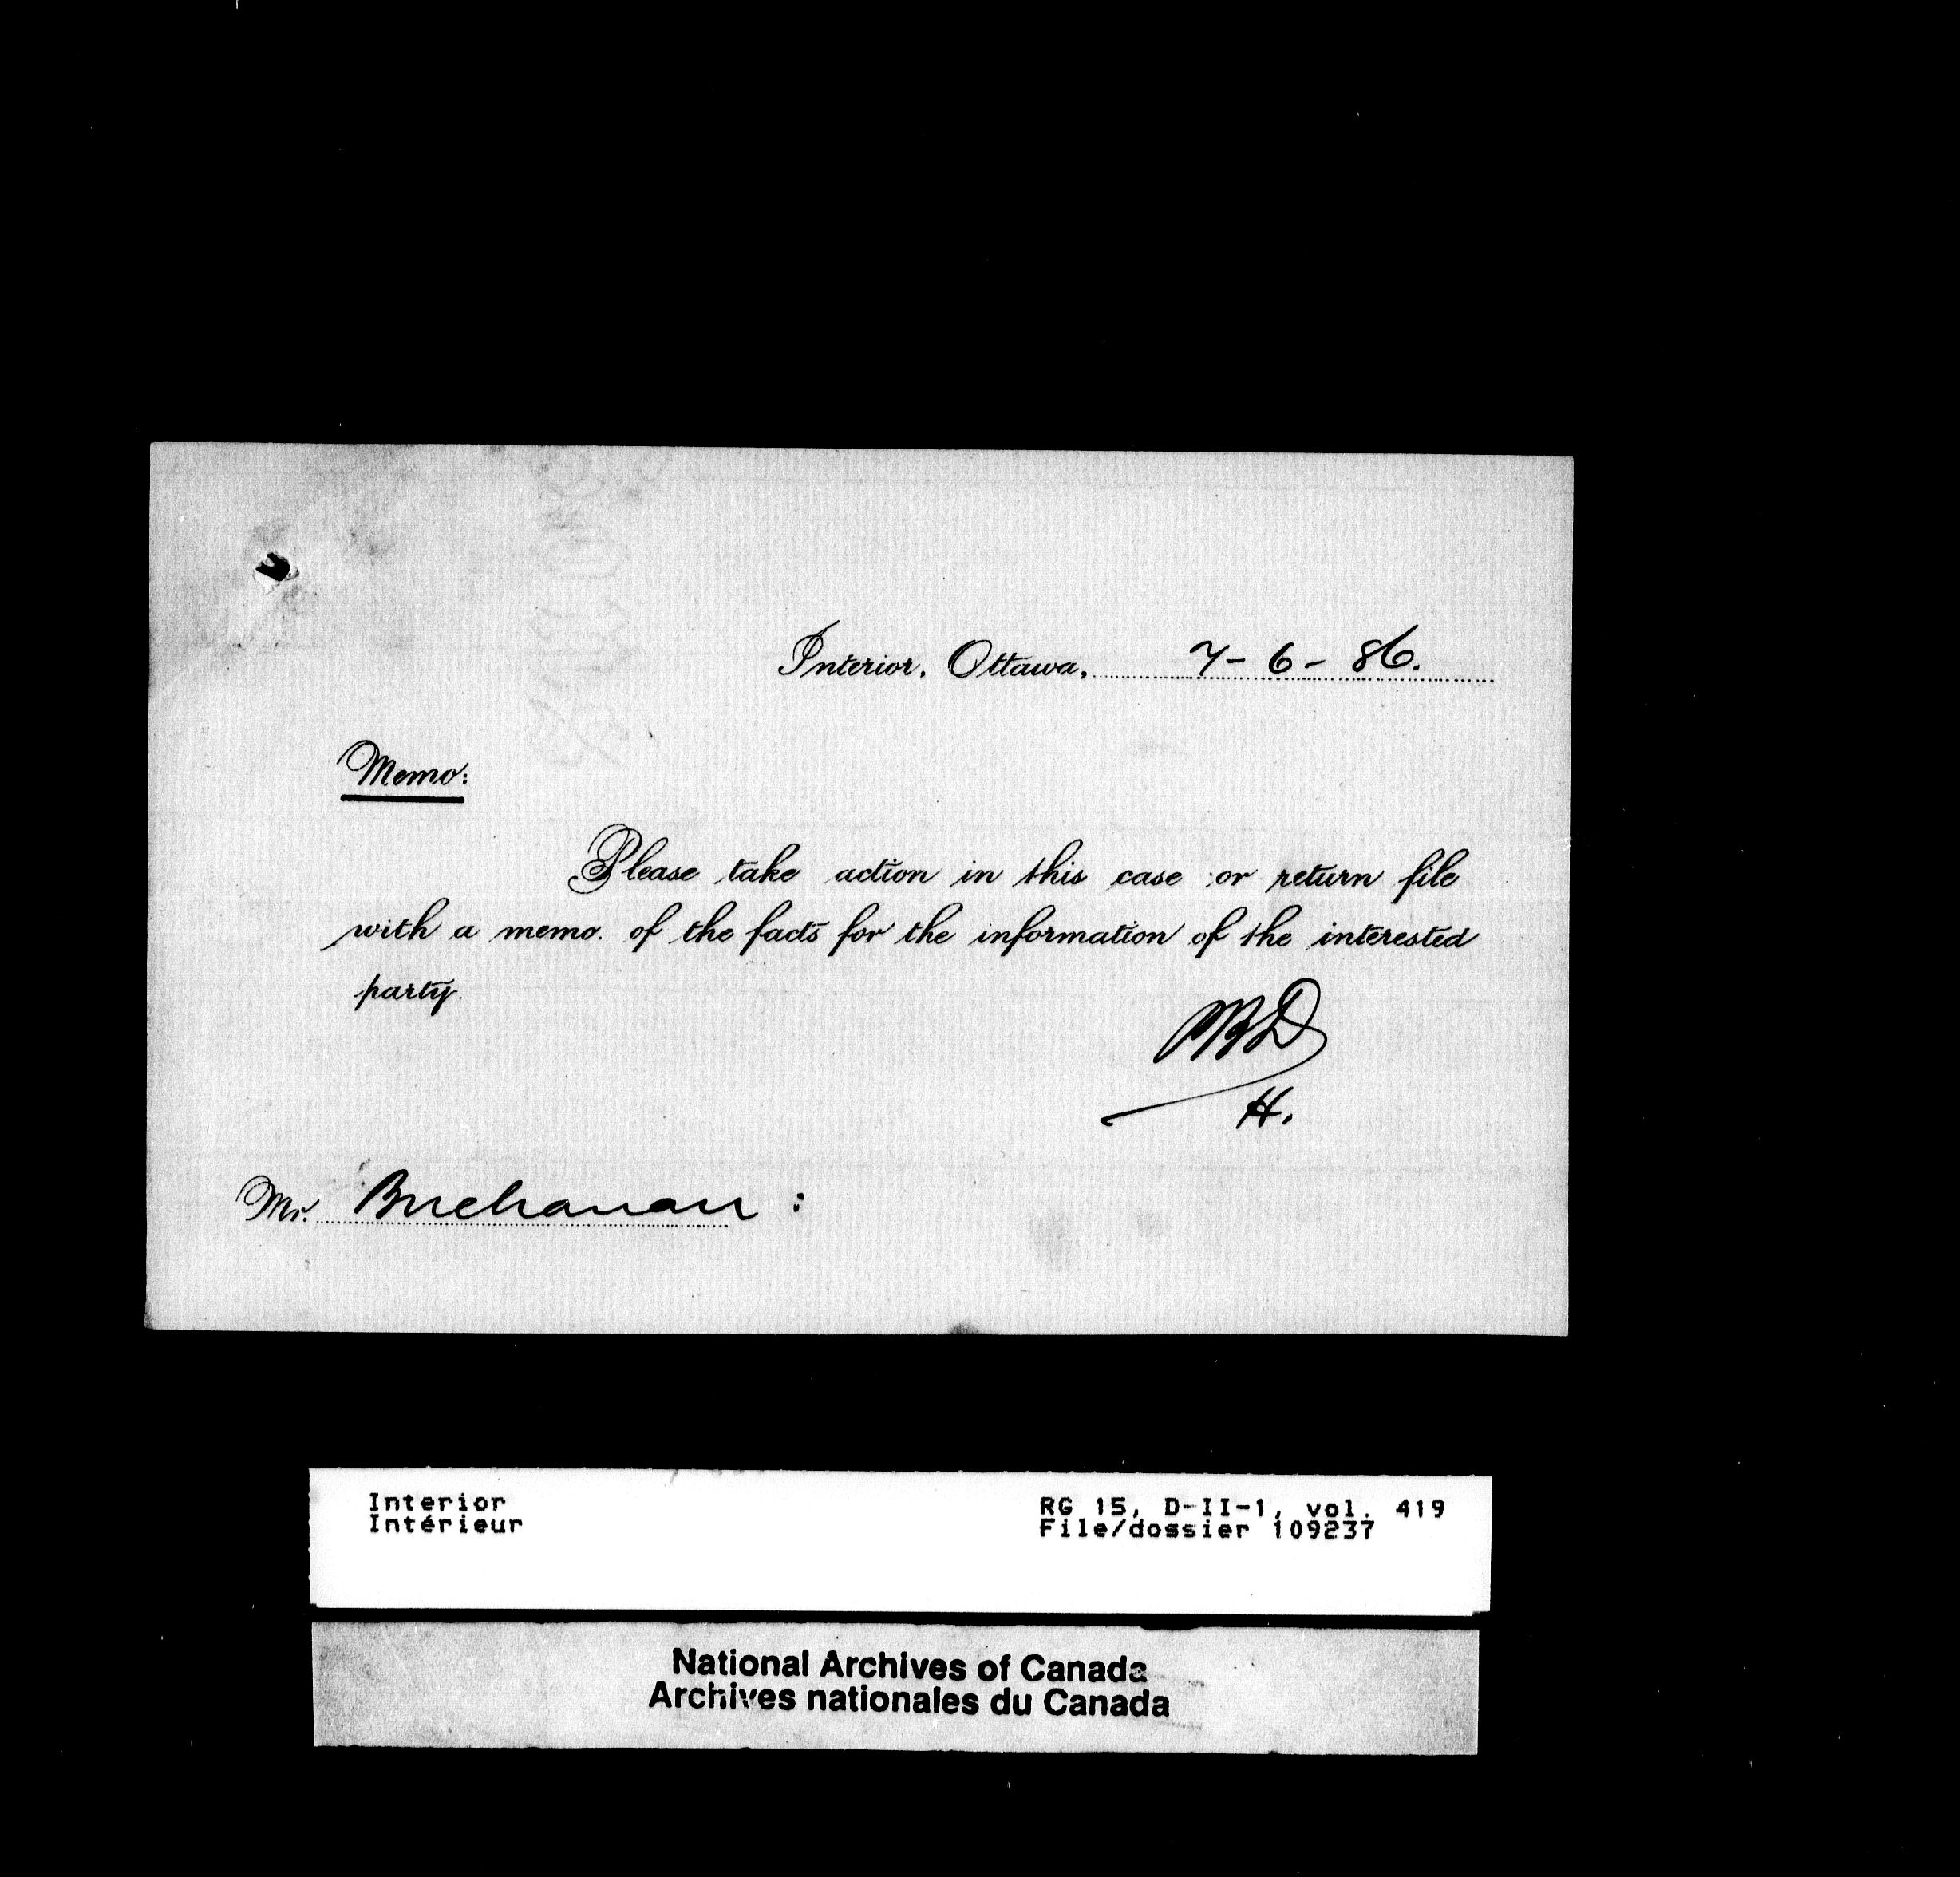 Interior, Ottawa, 7-6-86.
Memo:
Please take action in this case or return file
with a memo. of the facts for the information of the interested
party.
H.
Mr. Buchanan :
Interior
Intérieur
RG 15, D-II-1, vol. 419
File/dossier 109237
National Archives of Canada
Archives nationales du Canada